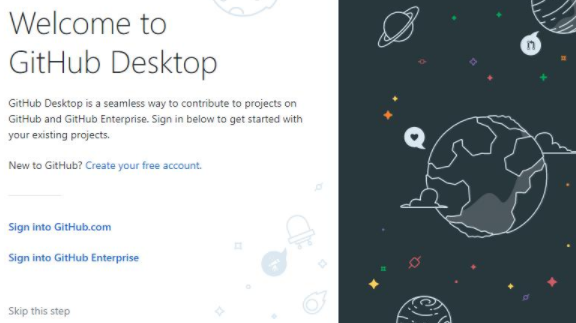 Welcome to
GitHub Desktop
GitHub Desktop is a seamless way to contribute to projects on
GitHub and GitHub Enterprise. Sign in below to get started with
your existing projects.
New to GitHub? Create your free account.
Sign into GitHub.com
Sign into GitHub Enterprise
Skip this step